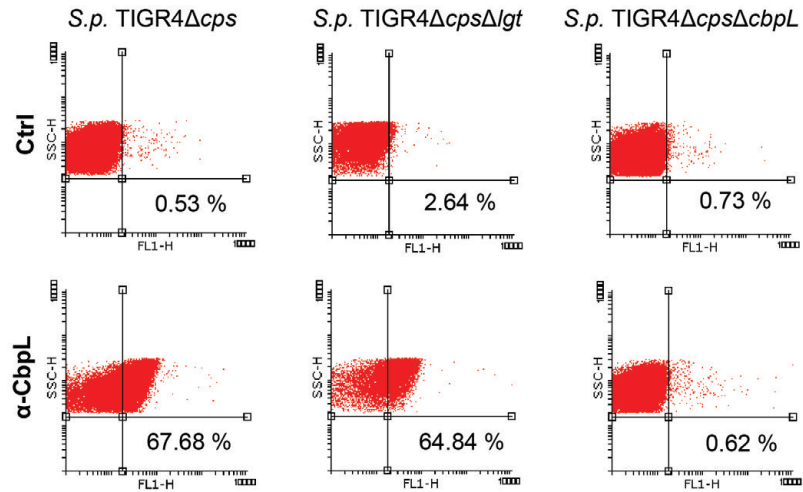 S.p. TIGR4Δcps S.p. TIGR4ΔcpsΔlgt S.p. TIGR4ΔcpsΔcbpL
Ctrl
SSC-H SSC-H SSC-H
0.53 % 2.64 % 0.73 %
FL1-H FL1-H FL1-H
α-CbpL
SSC-H SSC-H SSC-H
67.68 % 64.84 % 0.62 %
FL1-H FL1-H FL1-H